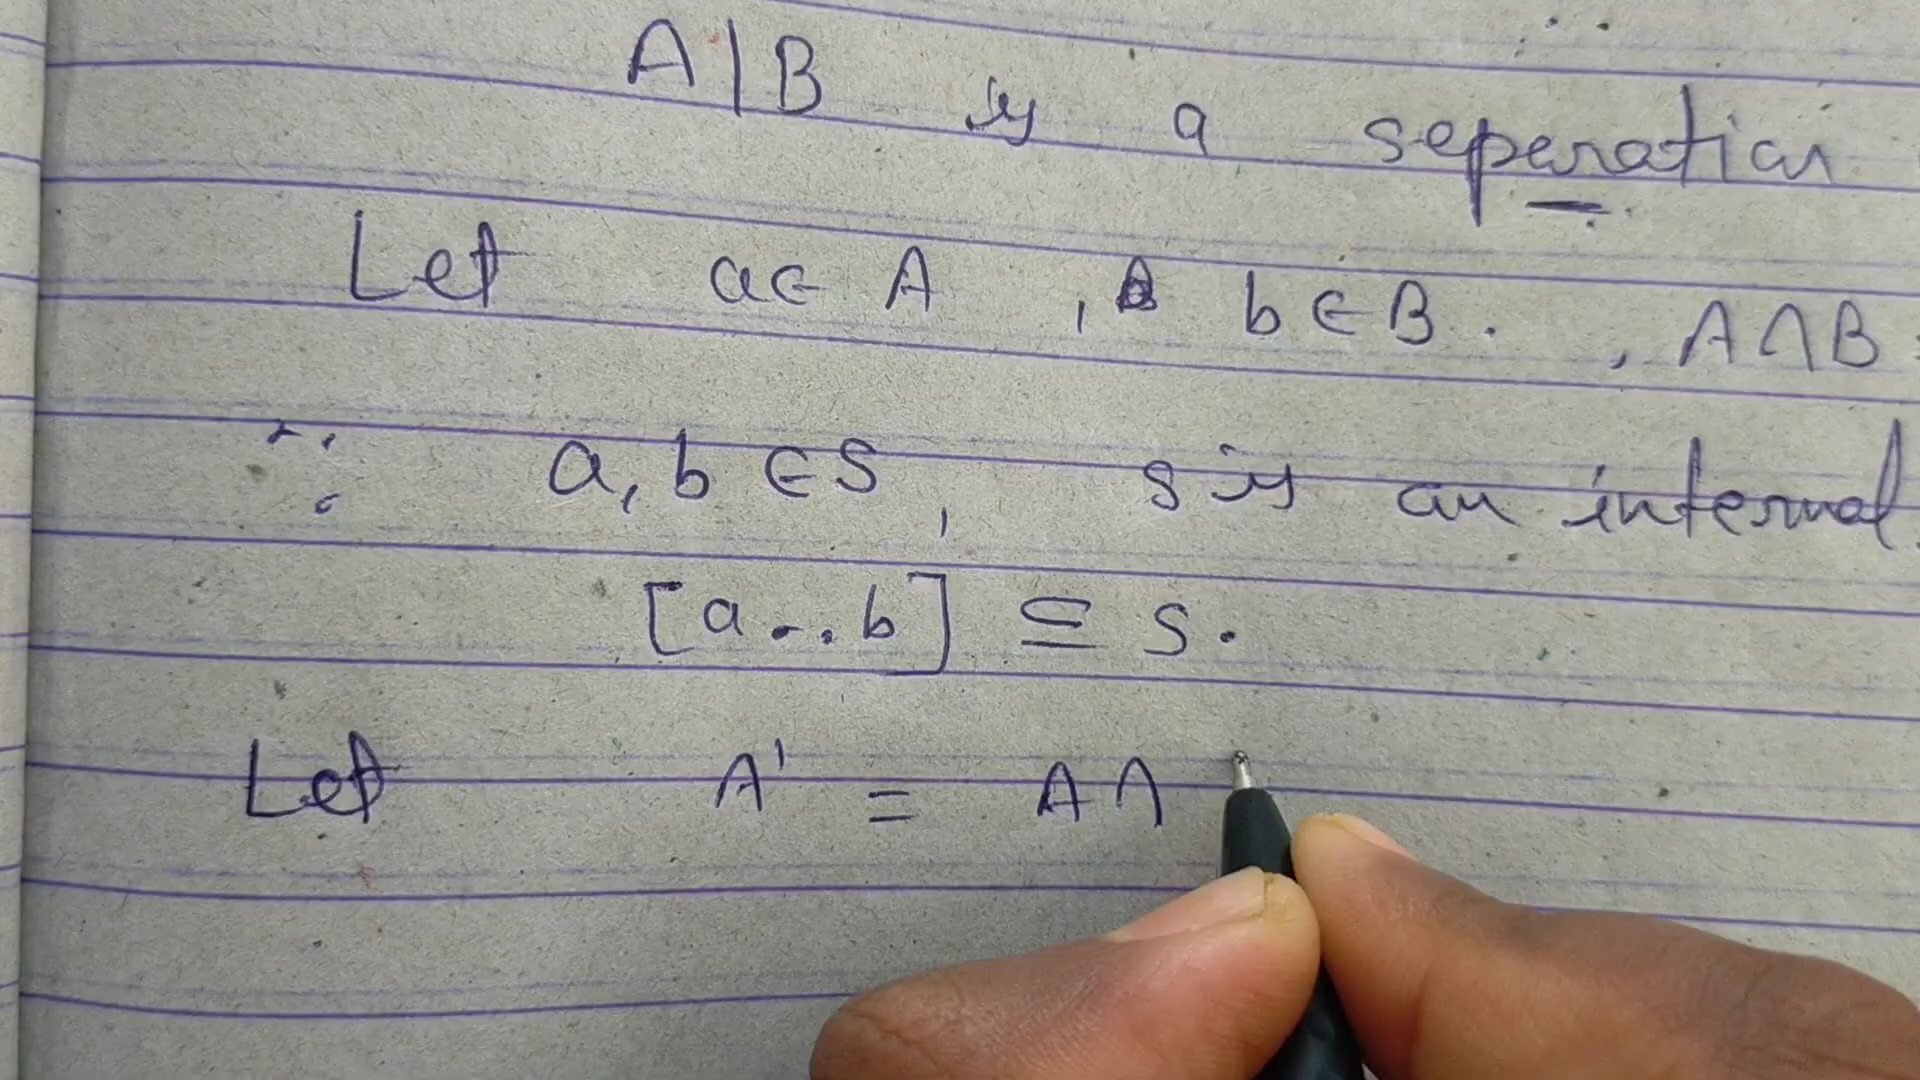 A|B is a seperation
Let a∈A , b∈B. , A∩B =
∵ a, b ∈ S, S is an interval.
[a . . b] ⊆ S.
Let A' = A∩